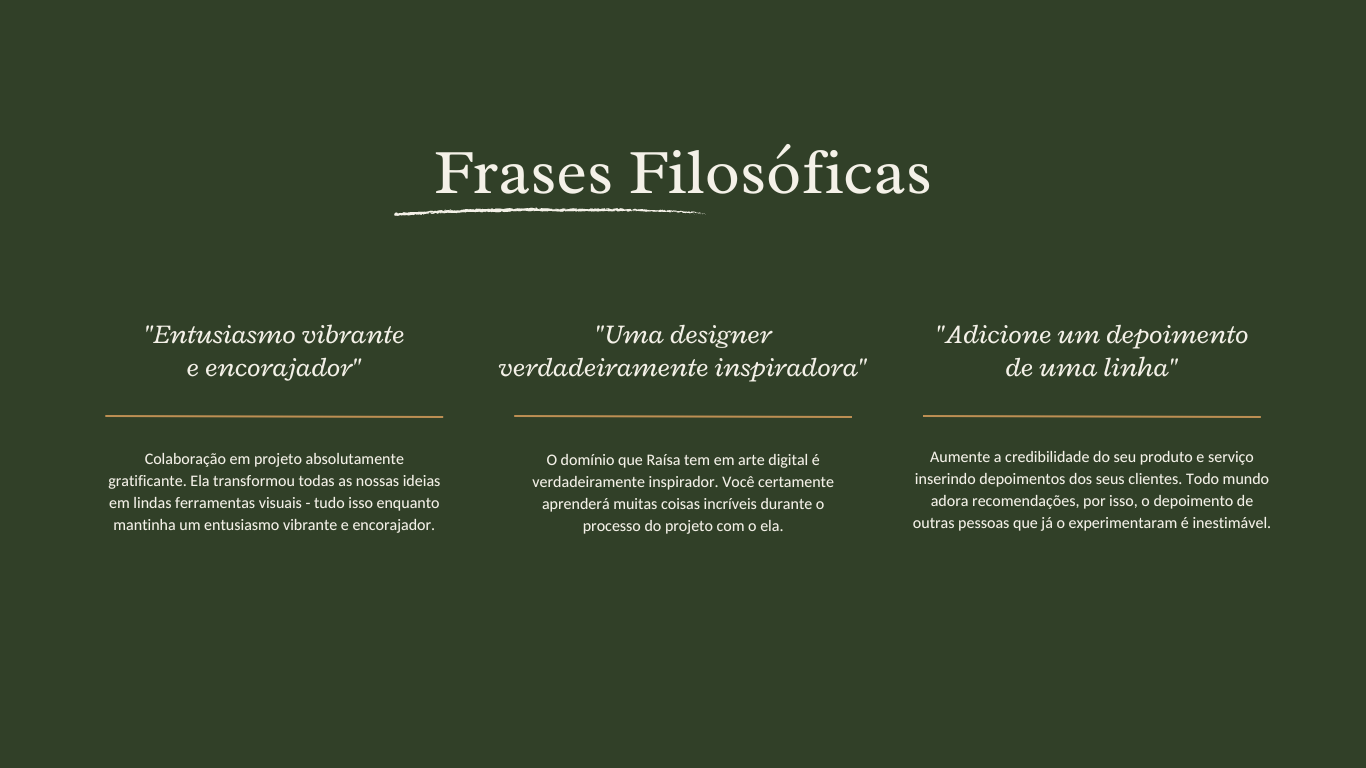 Frases Filosóficas
"Entusiasmo vibrante
e encorajador"
Colaboração em projeto absolutamente
gratificante. Ela transformou todas as nossas ideias
em lindas ferramentas visuais - tudo isso enquanto
mantinha um entusiasmo vibrante e encorajador.
"Uma designer
verdadeiramente inspiradora"
O domínio que Raísa tem em arte digital é
verdadeiramente inspirador. Você certamente
aprenderá muitas coisas incríveis durante o
processo do projeto com o ela.
"Adicione um depoimento
de uma linha"
Aumente a credibilidade do seu produto e serviço
inserindo depoimentos dos seus clientes. Todo mundo
adora recomendações, por isso, o depoimento de
outras pessoas que já o experimentaram é inestimável.